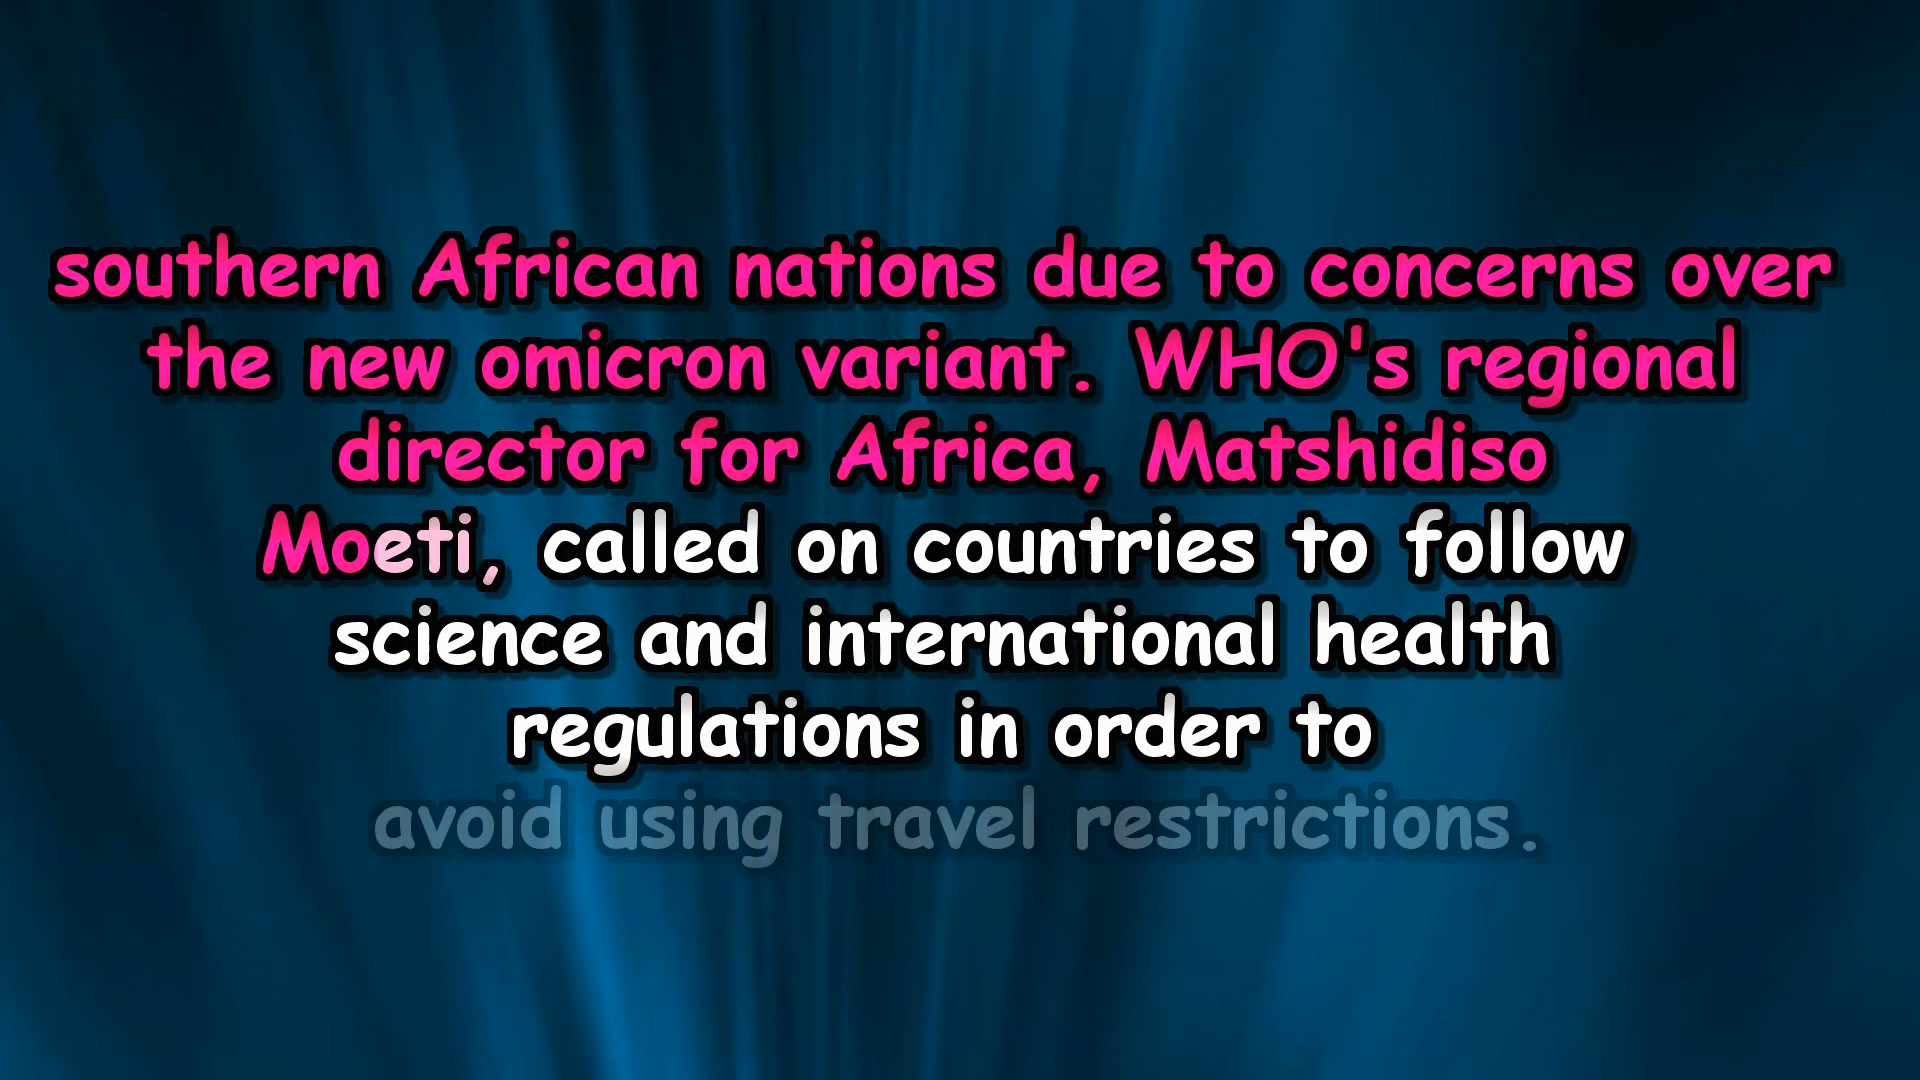 southern African nations due to concerns over
the new omicron variant. WHO's regional
director for Africa, Matshidiso
Moeti, called on countries to follow
science and international health
regulations in order to
avoid using travel restrictions.